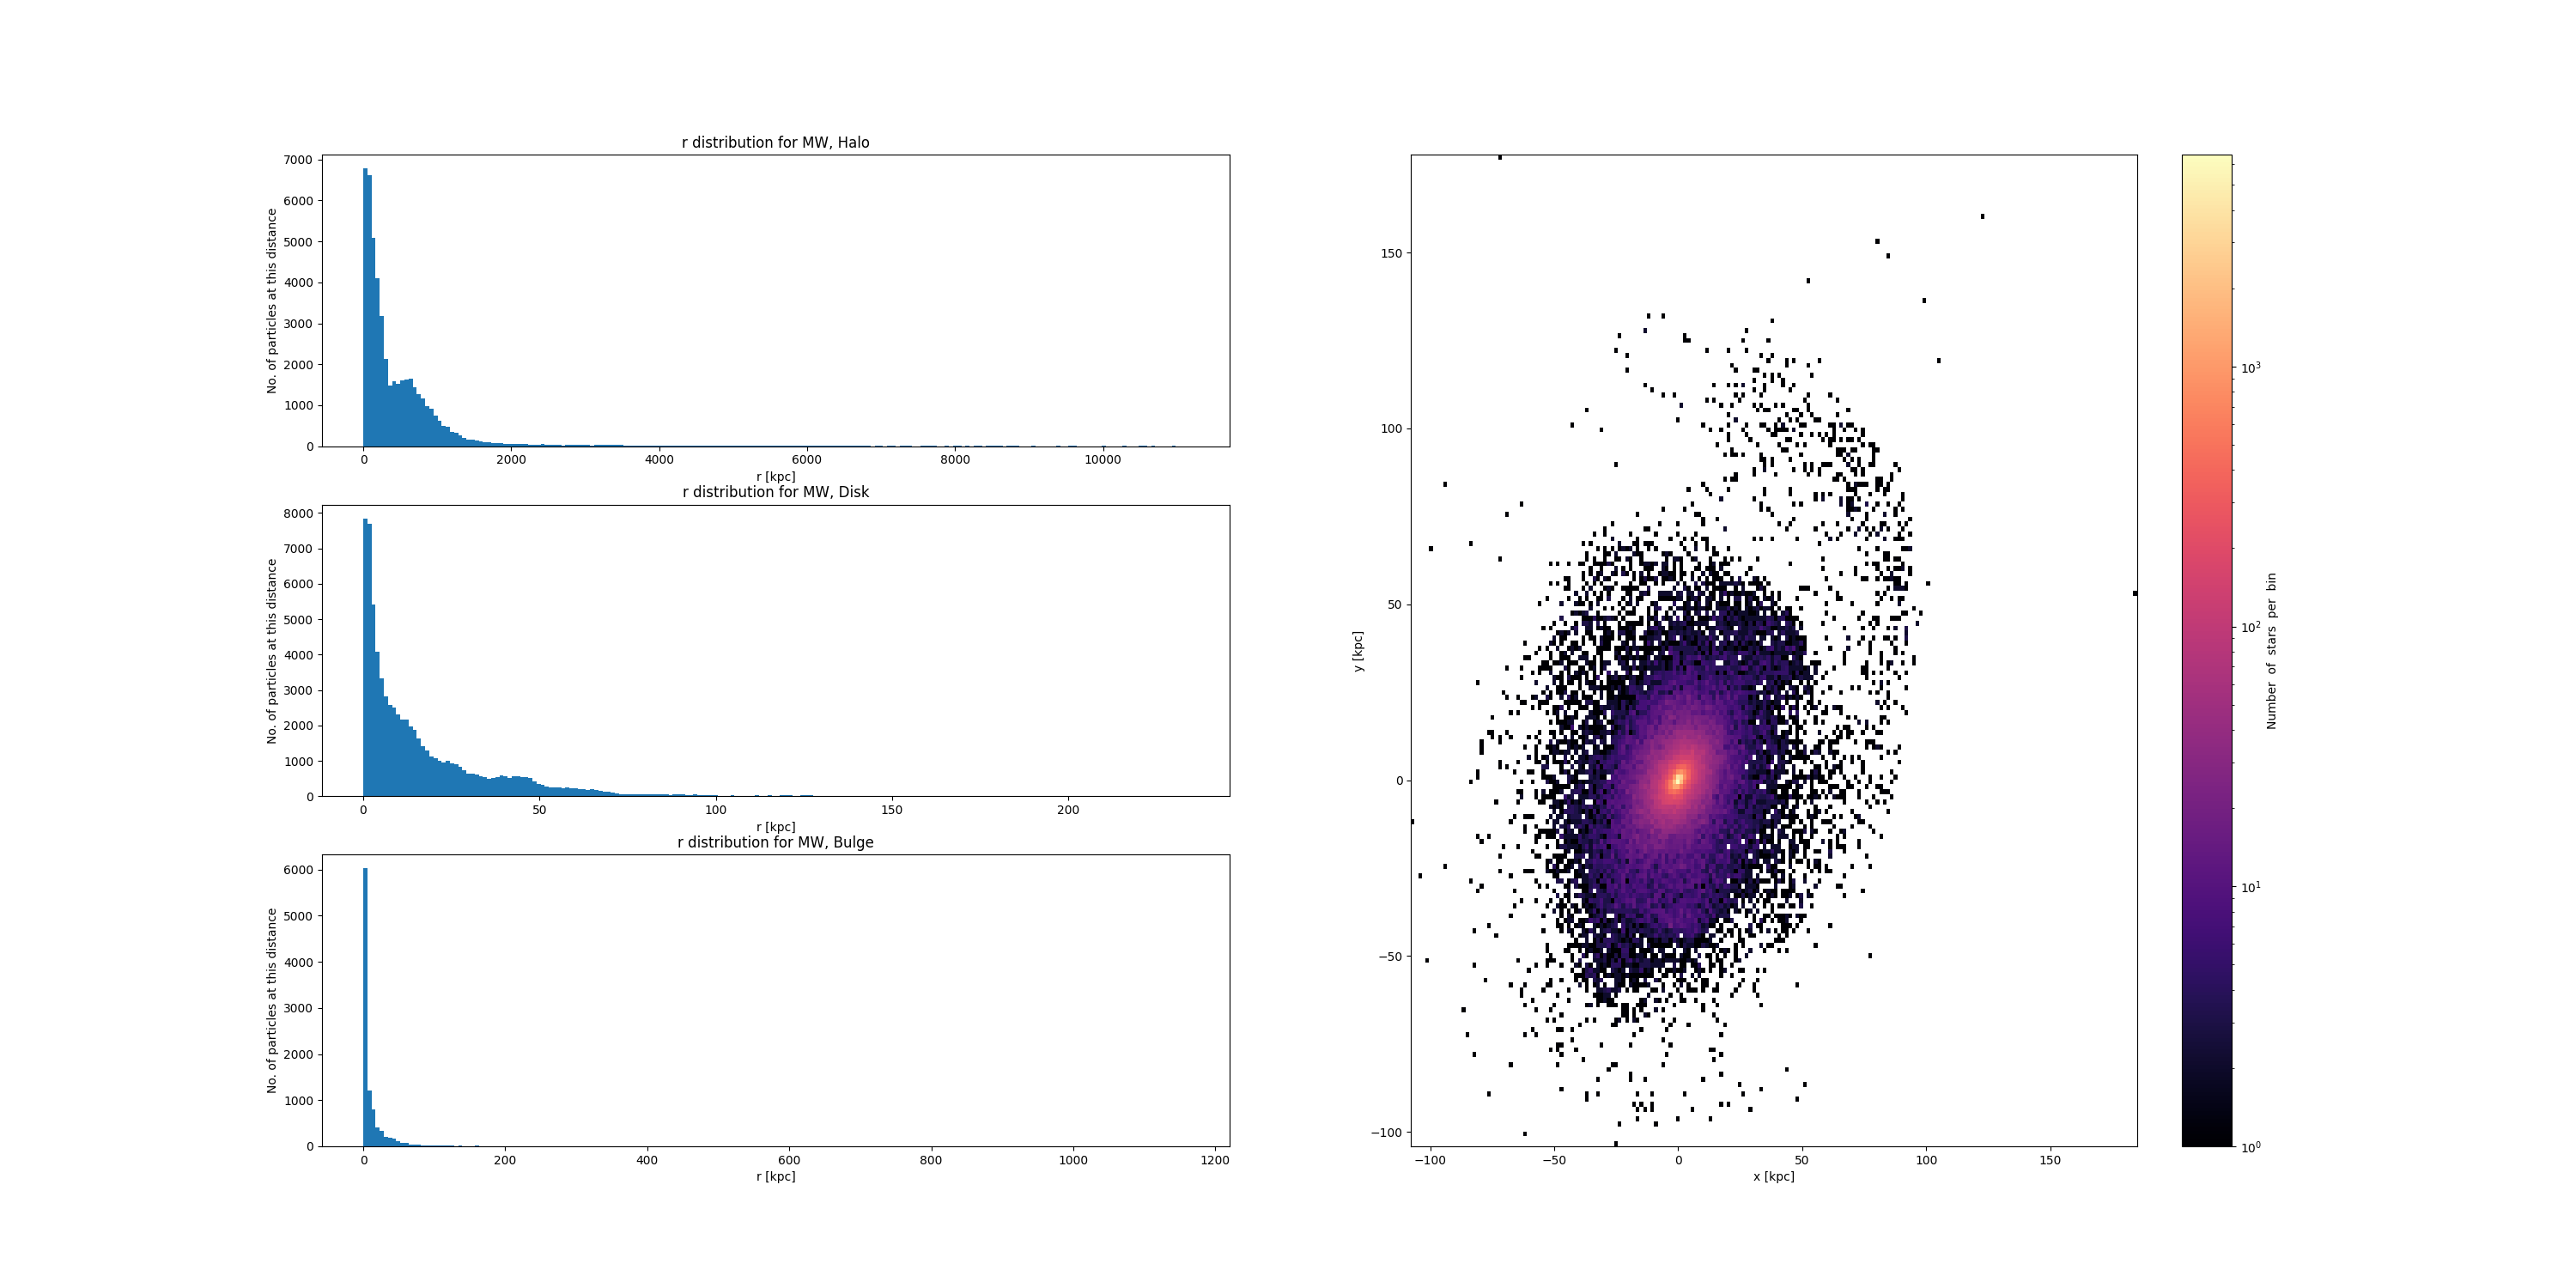 r distribution for MW, Halo
7000
6000
5000
4000
3000
2000
1000
0
No. of particles at this distance
0 2000 4000 6000 8000 10000
r [kpc]
r distribution for MW, Disk
8000
7000
6000
5000
4000
3000
2000
1000
0
No. of particles at this distance
0 50 100 150 200
r [kpc]
r distribution for MW, Bulge
6000
5000
4000
3000
2000
1000
0
No. of particles at this distance
0 200 400 600 800 1000 1200
r [kpc]
150
100
50
0
−50
−100
y [kpc]
−100 −50 0 50 100 150
x [kpc]
10³
10²
10¹
10⁰
Number of stars per bin